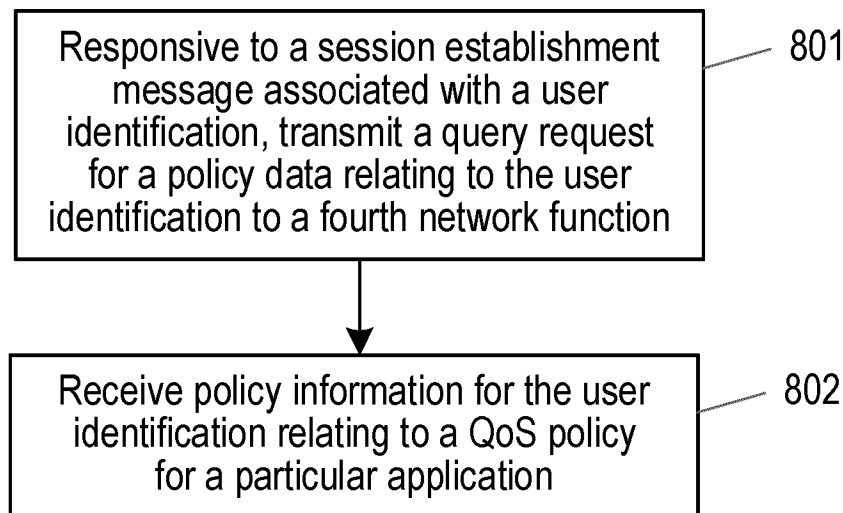 Responsive to a session establishment
message associated with a user
identification, transmit a query request
for a policy data relating to the user
identification to a fourth network function
801
Receive policy information for the user
identification relating to a QoS policy
for a particular application
802